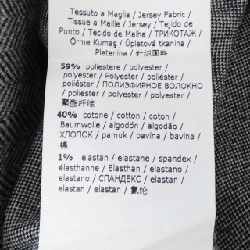 Tessuto a Maglia / Jersey Fabric /
Tissue a Maille / Jersey / Tejido de
Punto / Tecido de Malha / ТРИКОТАЖ /
Örme Kumaş / Úpletová tkanina /
Pletenina / 针织面料
59% poliestere / polyester /
polyester / Polyester / poliéster /
poliéster / ПОЛИЭФИРНОЕ ВОЛОКНО
/ polyester / polyester / poliester /
聚酯纤维
40% cotone / cotton / coton /
Baumwolle / algodón / algodão /
ХЛОПОК / pamuk / bavlna / bavlna /
棉
1% elastan / elastane / spandex /
élasthanne / Elasthan / elastano /
elastano / СПАНДЕКС / elastan /
elastan / elastan / 氨纶